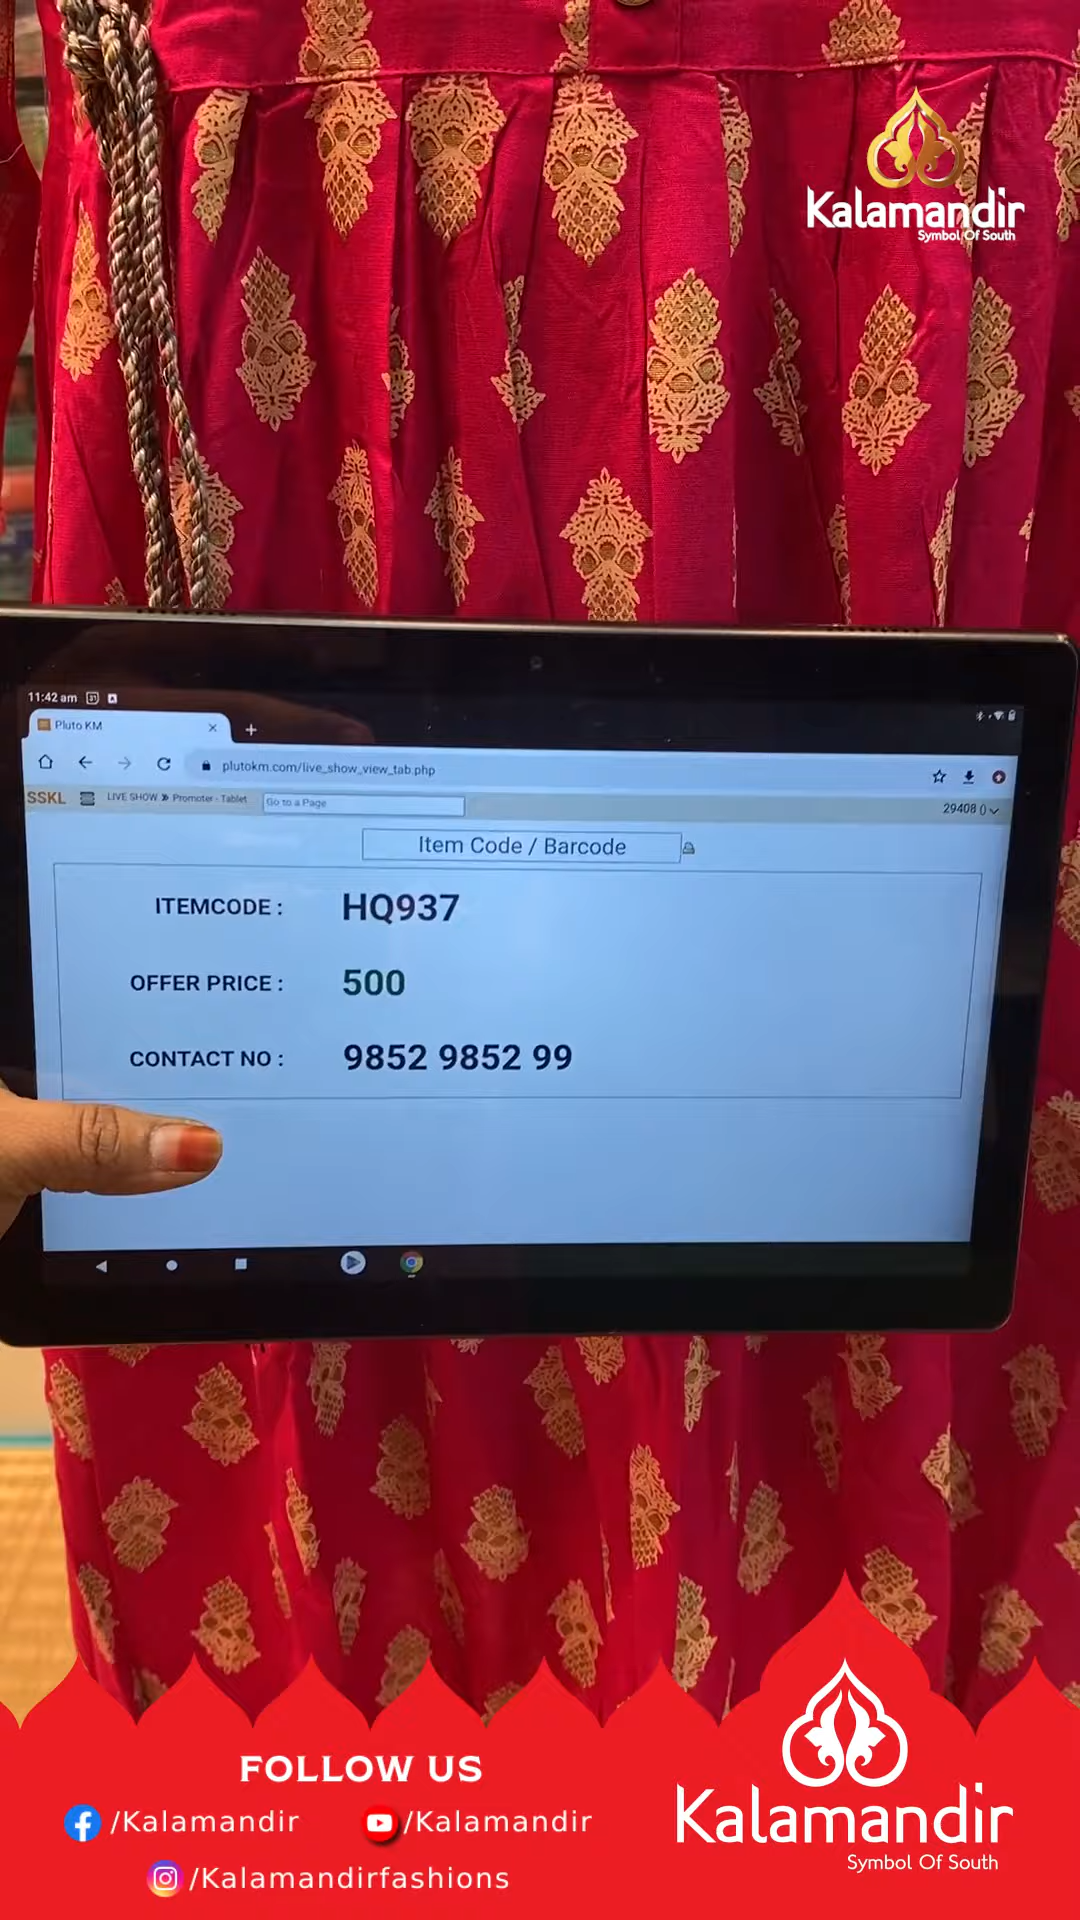 Kalamandir
Symbol Of South
11:42 am
Pluto KM
plutokm.com/live_show_view_tab.php
SSKL
LIVE SHOW » Promoter - Tablet
Go to a Page
29408 ()
Item Code / Barcode
ITEMCODE : HQ937
OFFER PRICE : 500
CONTACT NO : 9852 9852 99
FOLLOW US
/Kalamandir
/Kalamandir
/Kalamandirfashions
Kalamandir
Symbol Of South